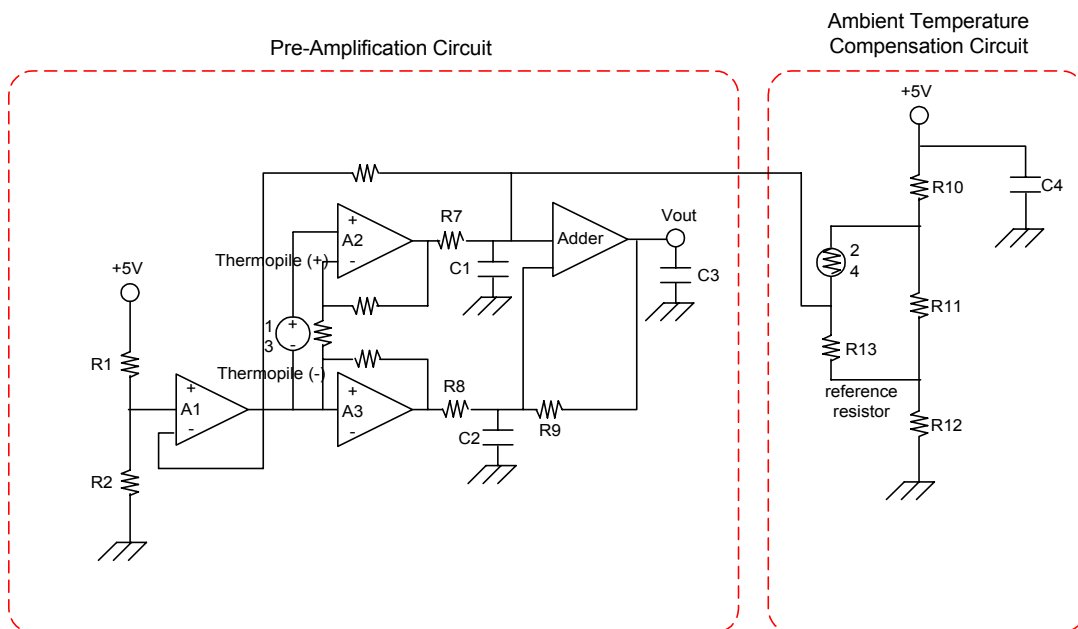 Pre-Amplification Circuit
Ambient Temperature
Compensation Circuit
+5V
R10
C4
2
4
R11
R13
reference
resistor
R12
+
A2
-
R7
C1
Adder
Vout
C3
Thermopile (+)
+5V
1
3
+
-
R1
Thermopile (-)
+
A1
-
+
A3
-
R8
C2
R9
R2